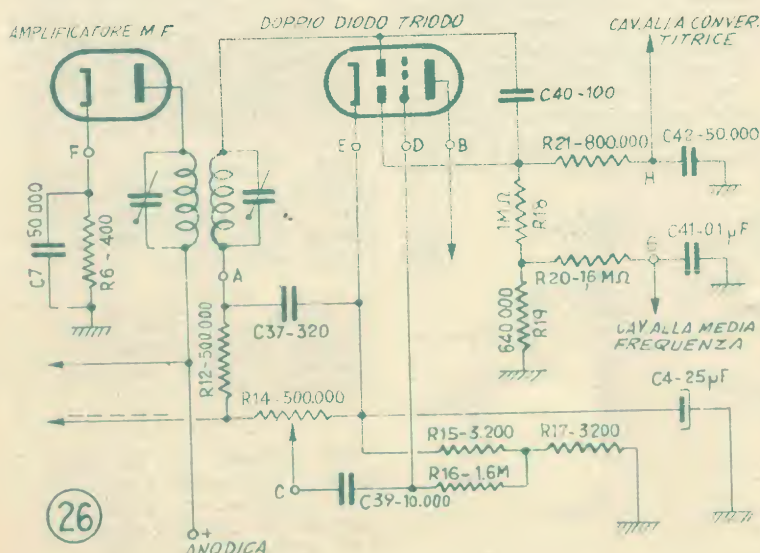 AMPLIFICATORE M F
DOPPIO DIODO TRIODO
CAV. ALLA CONVER-
TITRICE
C40-100
F
E
D
B
R21-800.000
C42-50.000
H
C7 50.000
R6-400
1MΩ
R18
A
C41-0.1µF
G
R20-1.6MΩ
C37-320
640.000
R19
R12-500.000
CAV. ALLA MEDIA
FREQUENZA
R14-500.000
C4-25µF
R15-3.200
R17-3200
R16-1.6M
C
C39-10.000
26
+
ANODICA